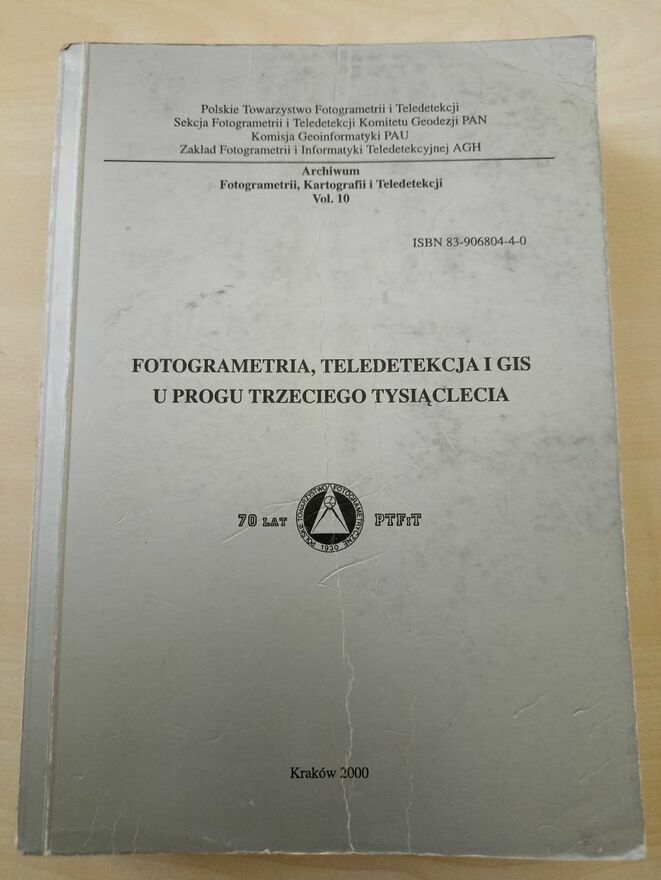 Polskie Towarzystwo Fotogrametrii i Teledetekcji
Sekcja Fotogrametrii i Teledetekcji Komitetu Geodezji PAN
Komisja Geoinformatyki PAU
Zakład Fotogrametrii i Informatyki Teledetekcyjnej AGH
Archiwum
Fotogrametrii, Kartografii i Teledetekcji
Vol. 10
ISBN 83-906804-4-0
FOTOGRAMETRIA, TELEDETEKCJA I GIS
U PROGU TRZECIEGO TYSIĄCLECIA
70 LAT
POLSKIE TOWARZYSTWO FOTOGRAMETRYCZNE
1930
PTFiT
Kraków 2000